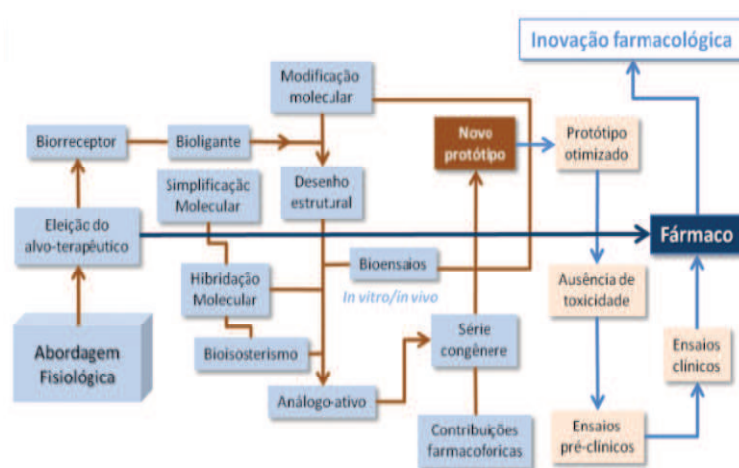 Inovação farmacológica
Modificação
molecular
Biorreceptor
Bioligante
Novo
protótipo
Protótipo
otimizado
Simplificação
Molecular
Desenho
estrutural
Eleição do
alvo-terapêutico
Fármaco
Bioensaios
Hibridação
Molecular
In vitro/in vivo
Ausência de
toxicidade
Abordagem
Fisiológica
Bioisosterismo
Série
congênere
Ensaios
clínicos
Análogo-ativo
Contribuições
farmacoforicas
Ensaios
pré-clínicos